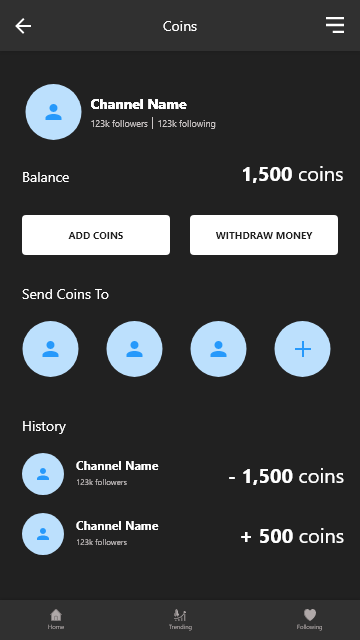 Coins
Channel Name
123k followers | 123k following
Balance
1,500 coins
ADD COINS
WITHDRAW MONEY
Send Coins To
History
Channel Name
123k followers
- 1,500 coins
Channel Name
123k followers
+ 500 coins
Home
Trending
Following